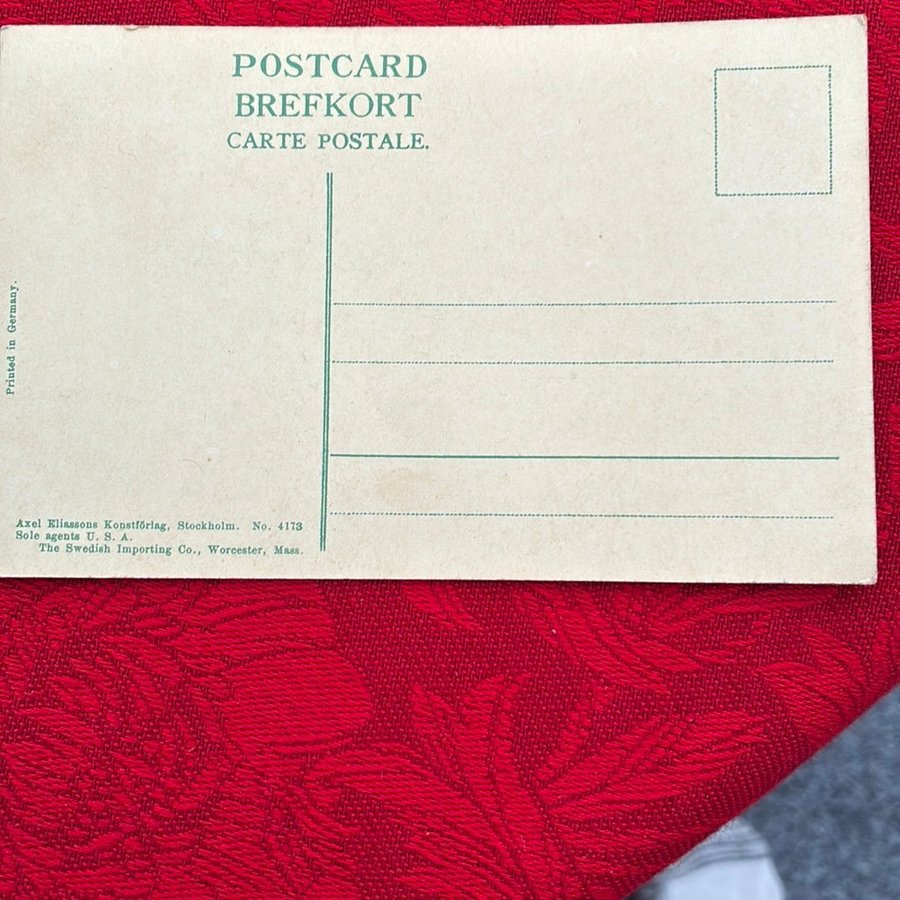 POSTCARD
BREFKORT
CARTE POSTALE.
Printed in Germany.
Axel Eliassons Konstförlag, Stockholm. No. 4173
Sole agents U. S. A.
The Swedish Importing Co., Worcester, Mass.